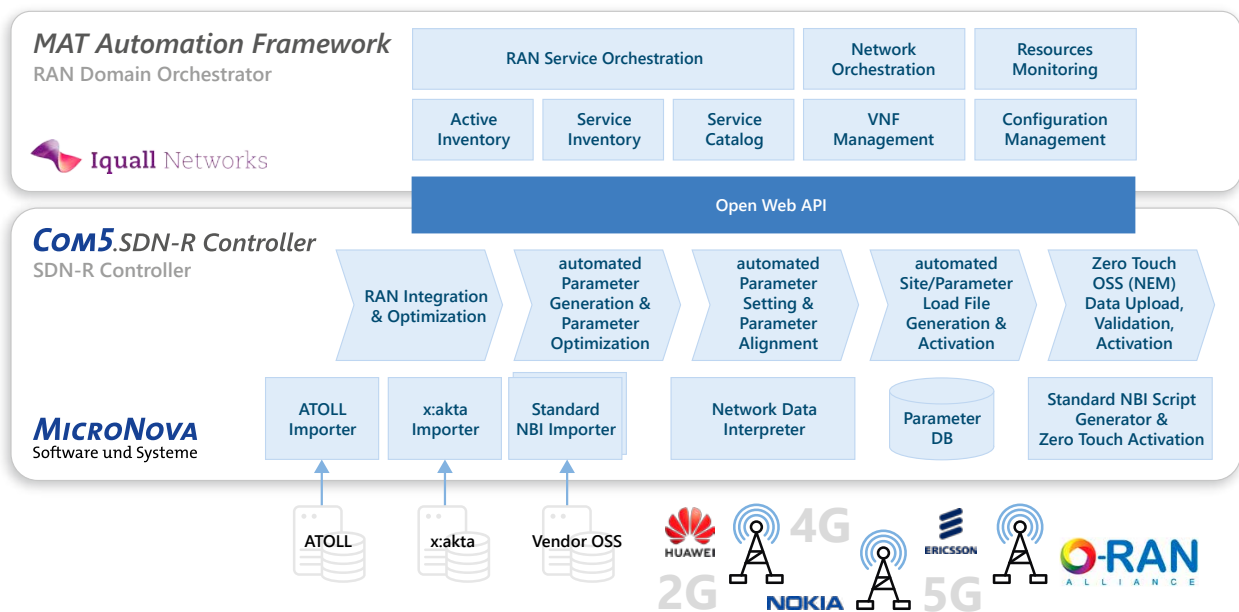 MAT Automation Framework
RAN Domain Orchestrator
Iquall Networks
RAN Service Orchestration
Network
Orchestration
Resources
Monitoring
Active
Inventory
Service
Inventory
Service
Catalog
VNF
Management
Configuration
Management
Open Web API
COM5.SDN-R Controller
SDN-R Controller
RAN Integration
& Optimization
automated
Parameter
Generation &
Parameter
Optimization
automated
Parameter
Setting &
Parameter
Alignment
automated
Site/Parameter
Load File
Generation &
Activation
Zero Touch
OSS (NEM)
Data Upload,
Validation,
Activation
MICRONOVA
Software und Systeme
ATOLL
Importer
x:akta
Importer
Standard
NBI Importer
Network Data
Interpreter
Parameter
DB
Standard NBI Script
Generator &
Zero Touch Activation
ATOLL
x:akta
Vendor OSS
HUAWEI
2G
4G
NOKIA
ERICSSON
5G
O-RAN
ALLIANCE